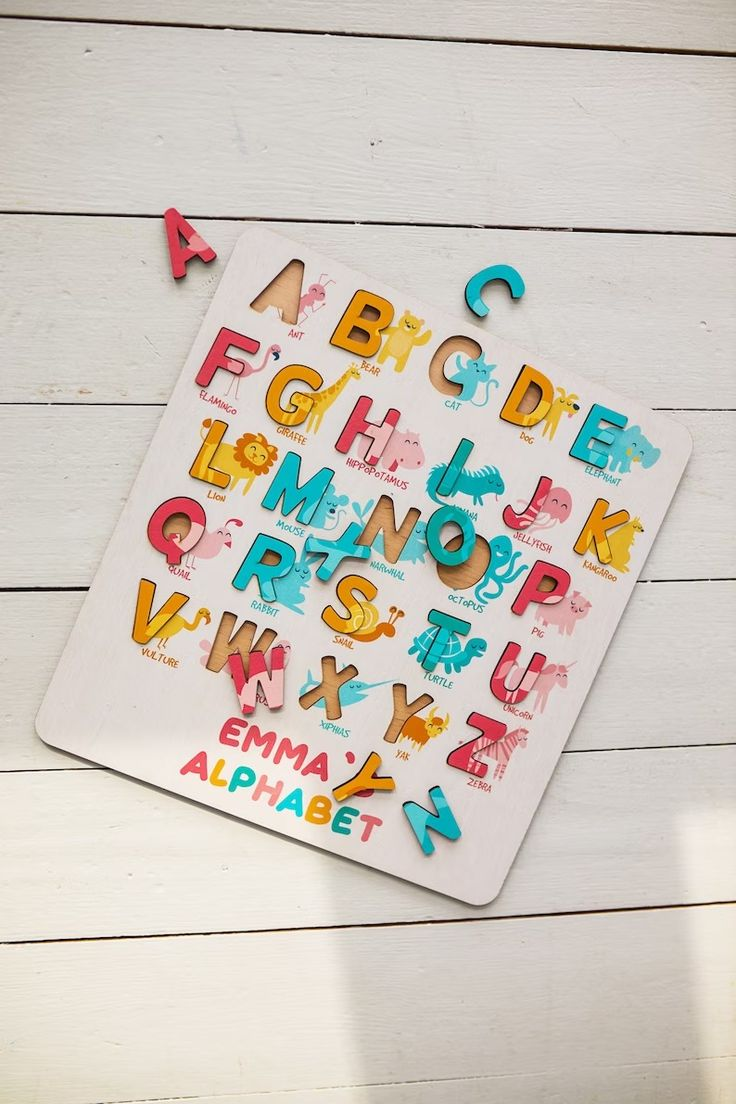 A C
A B C D E
ANT BEAR CAT DOG ELEPHANT
F G H I J K
FLAMINGO GIRAFFE HIPPOPOTAMUS JELLYFISH KANGAROO
L M N O P
LION MOUSE NARWHAL OCTOPUS PIG
X O
Q R S T U
QUAIL RABBIT SNAIL TURTLE UNICORN
V W X Y Z
VULTURE XIPHIAS YAK ZEBRA
W
EMMA'
ALPHABET
Y N